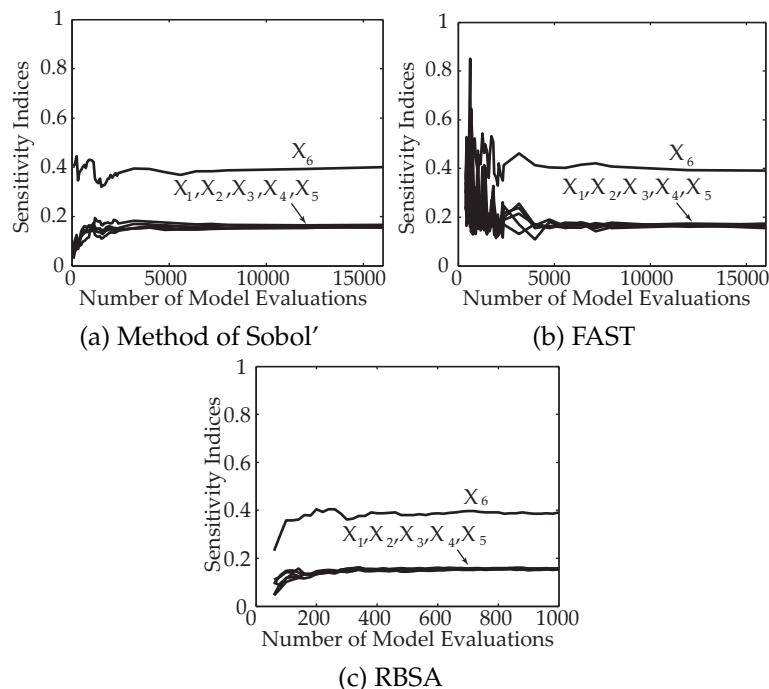 1
0.8
0.6
0.4
0.2
0
Sensitivity Indices
X6
X1,X2,X3,X4,X5
0 5000 10000 15000
Number of Model Evaluations
(a) Method of Sobol’
1
0.8
0.6
0.4
0.2
0
Sensitivity Indices
X6
X1,X2,X3,X4,X5
0 5000 10000 15000
Number of Model Evaluations
(b) FAST
1
0.8
0.6
0.4
0.2
0
Sensitivity Indices
X6
X1,X2,X3,X4,X5
0 200 400 600 800 1000
Number of Model Evaluations
(c) RBSA